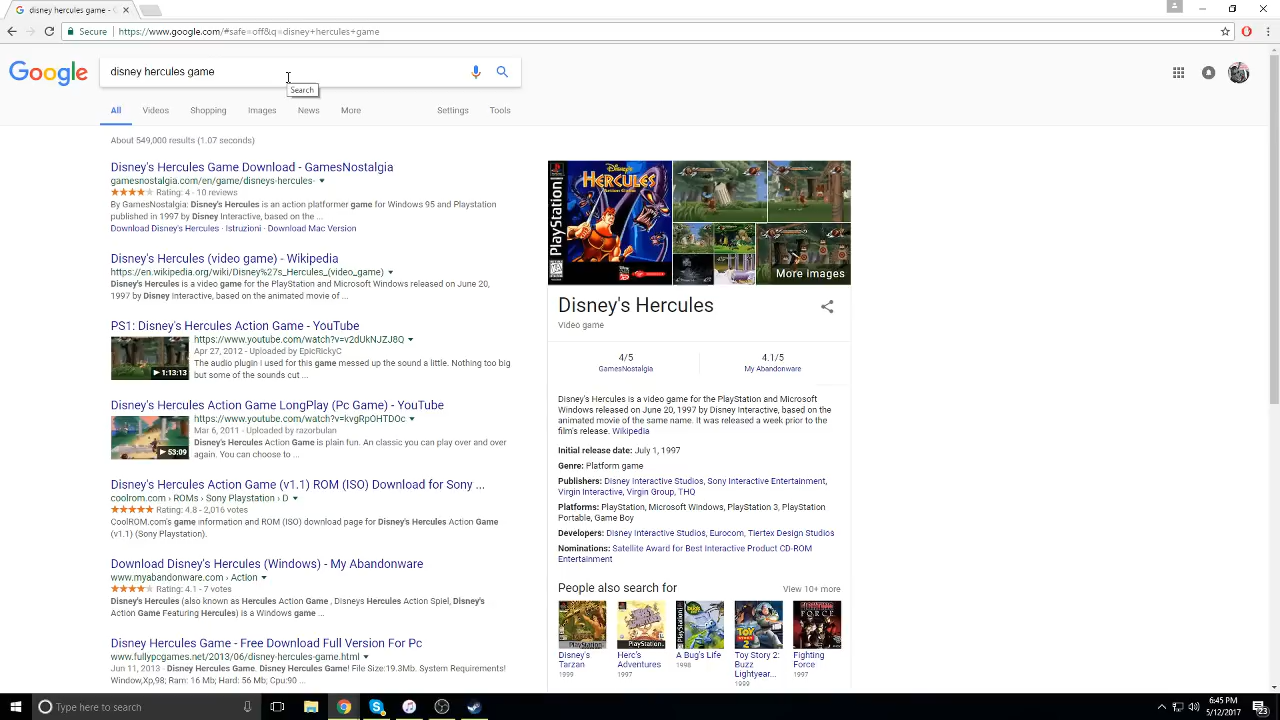 disney hercules game - G
Secure https://www.google.com/#safe=off&q=disney+hercules+game
Google
disney hercules game
Search
All Videos Shopping Images News More Settings Tools
About 549,000 results (1.07 seconds)
Disney's Hercules Game Download - GamesNostalgia
gamesnostalgia.com/en/game/disneys-hercules-
Rating: 4 - 10 reviews
By GamesNostalgia: Disney's Hercules is an action platformer game for Windows 95 and Playstation
published in 1997 by Disney Interactive, based on the ...
Download Disney's Hercules · Istruzioni · Download Mac Version
Disney's Hercules (video game) - Wikipedia
https://en.wikipedia.org/wiki/Disney%27s_Hercules_(video_game)
Disney's Hercules is a video game for the PlayStation and Microsoft Windows released on June 20,
1997 by Disney Interactive, based on the animated movie of ...
PS1: Disney's Hercules Action Game - YouTube
https://www.youtube.com/watch?v=v2dUkNJZJ8Q
Apr 27, 2012 - Uploaded by EpicRickyC
The audio plugin I used for this game messed up the sound a little. Nothing too big
but some of the sounds cut ...
1:13:13
Disney's Hercules Action Game LongPlay (Pc Game) - YouTube
https://www.youtube.com/watch?v=kvgRpOHTDOc
Mar 6, 2011 - Uploaded by razorbulan
Disney's Hercules Action Game is plain fun. An classic you can play over and over
again. You can choose to ...
53:09
Disney's Hercules Action Game (v1.1) ROM (ISO) Download for Sony ...
coolrom.com › ROMs › Sony Playstation › D
Rating: 4.8 - 2,016 votes
CoolROM.com's game information and ROM (ISO) download page for Disney's Hercules Action Game
(v1.1) (Sony Playstation).
Download Disney's Hercules (Windows) - My Abandonware
www.myabandonware.com › Action
Rating: 4.1 - 7 votes
Disney's Hercules (also known as Hercules Action Game , Disneys Hercules Action Spiel, Disney's
Action Game Featuring Hercules) is a Windows game ...
Disney Hercules Game - Free Download Full Version For Pc
www.fullypcgames.net/2013/06/disney-hercules-game.html
Jun 11, 2013 - Disney Hercules Game. Disney Hercules Game! File Size:19.3Mb. System Requirements!
Window,Xp,98; Ram: 16 Mb; Hard: 56 Mb; Cpu:90 ...
PlayStation
Disney's
HERCULES
More images
Disney's Hercules
Video game
4/5 4.1/5
GamesNostalgia My Abandonware
Disney's Hercules is a video game for the PlayStation and Microsoft
Windows released on June 20, 1997 by Disney Interactive, based on the
animated movie of the same name. It was released a week prior to the
film's release. Wikipedia
Initial release date: July 1, 1997
Genre: Platform game
Publishers: Disney Interactive Studios, Sony Interactive Entertainment,
Virgin Interactive, Virgin Group, THQ
Platforms: PlayStation, Microsoft Windows, PlayStation 3, PlayStation
Portable, Game Boy
Developers: Disney Interactive Studios, Eurocom, Tiertex Design Studios
Nominations: Satellite Award for Best Interactive Product CD-ROM
Entertainment
People also search for View 10+ more
Disney's
Tarzan
1999
Herc's
Adventures
1997
A Bug's Life
1998
Toy Story 2:
Buzz
Lightyear...
1999
Fighting
Force
1997
Type here to search
6:45 PM
5/12/2017
23